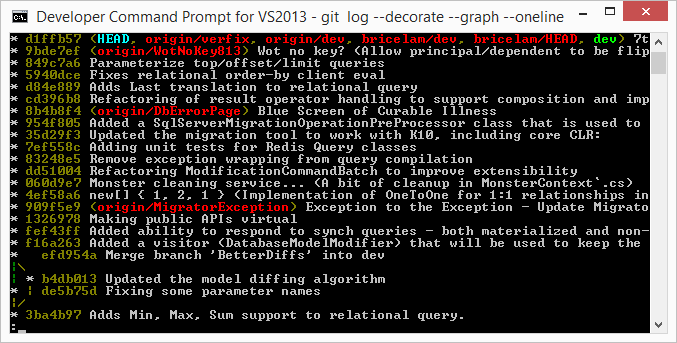 Developer Command Prompt for VS2013 - git  log --decorate --graph --oneline
* d1ffb57 (HEAD, origin/verfix, origin/dev, bricelam/dev, bricelam/HEAD, dev) 7t
* 9bde7ef (origin/WotNoKey813) Wot no key? (Allow principal/dependent to be flip
* 849c7a6 Parameterize top/offset/limit queries
* 5940dce Fixes relational order-by client eval
* d84e889 Adds Last translation to relational query
* cd396b8 Refactoring of result operator handling to support composition and imp
* 8b4b8f4 (origin/DbErrorPage) Blue Screen of Curable Illness
* 954f805 Added a SqlServerMigrationOperationPreProcessor class that is used to
* 35d29f3 Updated the migration tool to work with K10, including core CLR:
* 7ef558c Adding unit tests for Redis Query classes
* 83248e5 Remove exception wrapping from query compilation
* dd51004 Refactoring ModificationCommandBatch to improve extensibility
* 060d9e7 Monster cleaning service... (A bit of cleanup in MonsterContext`.cs)
* 4ef58a6 new[] { 1, 2, 1 } (Implementation of OneToOne for 1:1 relationships in
* 909f5e9 (origin/MigratorException) Exception to the Exception - Update Migrato
* 1326978 Making public APIs virtual
* fef43ff Added ability to respond to synch queries - both materialized and non-
* f16a263 Added a visitor (DatabaseModelModifier) that will be used to keep the
*   efd954a Merge branch 'BetterDiffs' into dev
|\
| * b4db013 Updated the model diffing algorithm
* | de5b75d Fixing some parameter names
|/
* 3ba4b97 Adds Min, Max, Sum support to relational query.
: